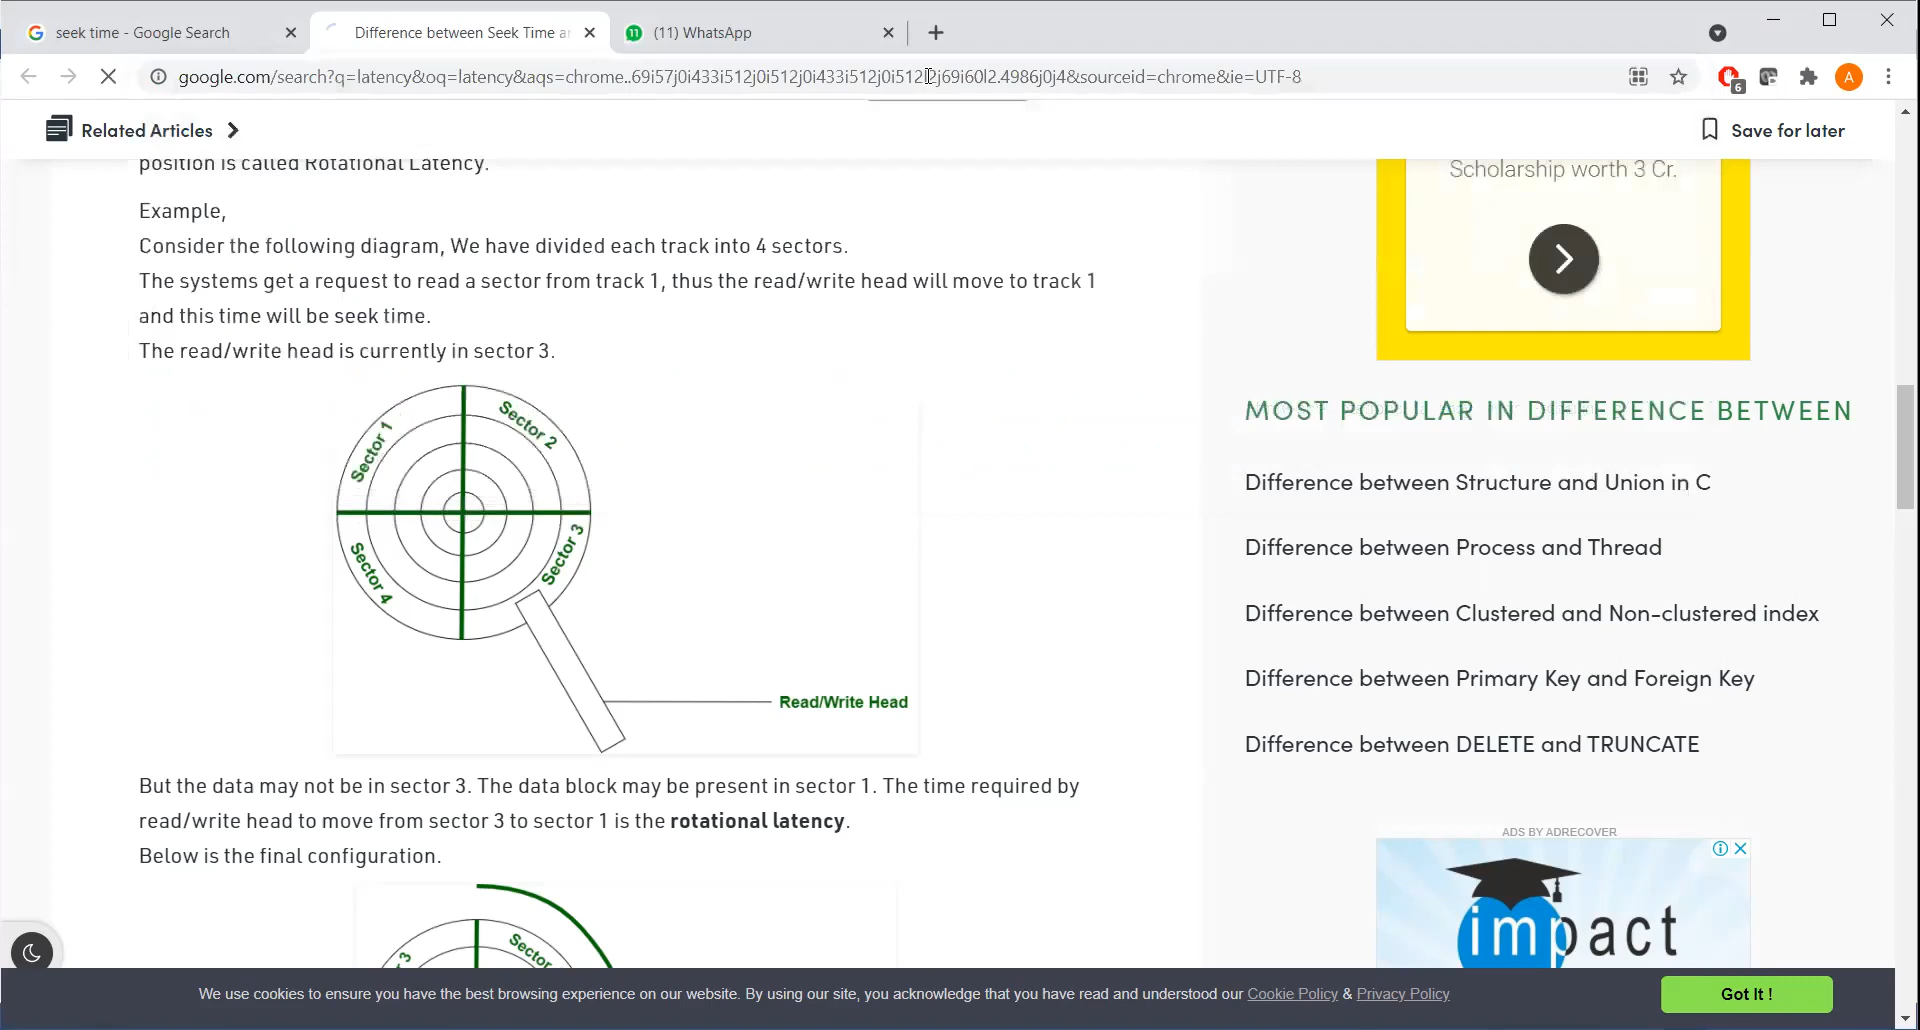 seek time - Google Search
Difference between Seek Time ar
(11) WhatsApp
google.com/search?q=latency&oq=latency&aqs=chrome..69i57j0i433i512j0i512j0i433i512j0i512l2j69i60l2.4986j0j4&sourceid=chrome&ie=UTF-8
6
A
Related Articles
Save for later
position is called Rotational Latency.
Example,
Consider the following diagram, We have divided each track into 4 sectors.
The systems get a request to read a sector from track 1, thus the read/write head will move to track 1
and this time will be seek time.
The read/write head is currently in sector 3.
Sector 1
Sector 2
Sector 3
Sector 4
Read/Write Head
But the data may not be in sector 3. The data block may be present in sector 1. The time required by
read/write head to move from sector 3 to sector 1 is the rotational latency.
Below is the final configuration.
Scholarship worth 3 Cr.
MOST POPULAR IN DIFFERENCE BETWEEN
Difference between Structure and Union in C
Difference between Process and Thread
Difference between Clustered and Non-clustered index
Difference between Primary Key and Foreign Key
Difference between DELETE and TRUNCATE
ADS BY ADRECOVER
impact
We use cookies to ensure you have the best browsing experience on our website. By using our site, you acknowledge that you have read and understood our Cookie Policy & Privacy Policy
Got It !